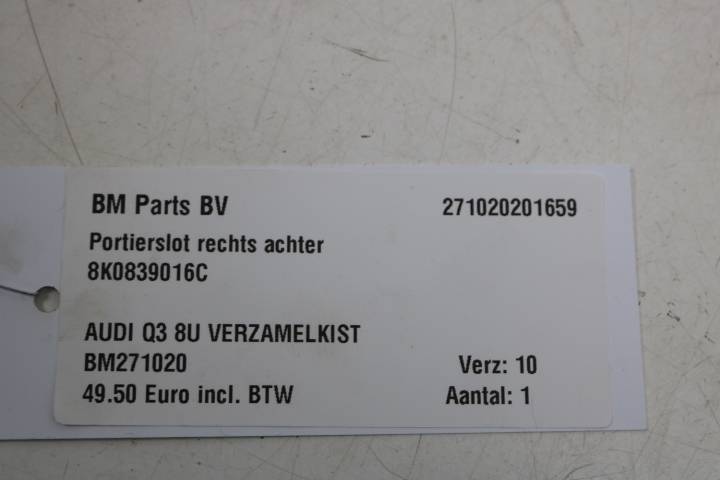 BM Parts BV 271020201659
Portierslot rechts achter
8K0839016C
AUDI Q3 8U VERZAMELKIST
BM271020 Verz: 10
49.50 Euro incl. BTW Aantal: 1